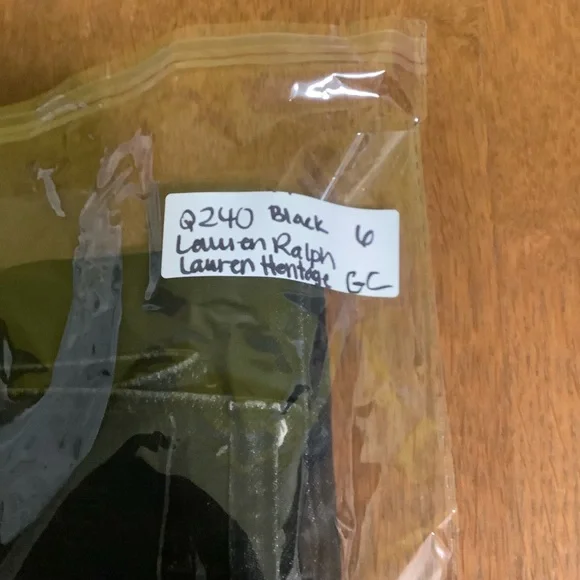 Q240 Black 6
Lauren Ralph
Lauren Heritage GC